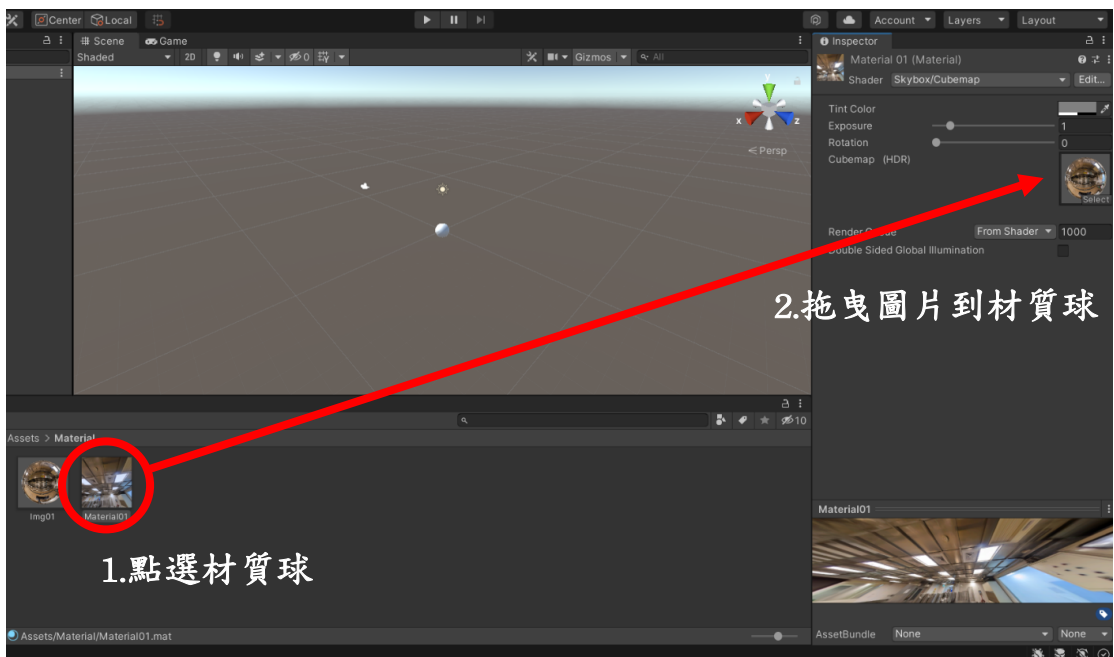 Center Local
Account Layers Layout
Scene Game
Inspector
Shaded 2D 0 Gizmos All
Material 01 (Material)
Shader Skybox/Cubemap Edit...
Tint Color
Exposure 1
Rotation 0
Cubemap (HDR)
Select
y
x z
< Persp
Render Queue From Shader 1000
Double Sided Global Illumination
2.拖曳圖片到材質球
10
Assets > Material
Img01 Material01
1.點選材質球
Material01
Assets/Material/Material01.mat
AssetBundle None None